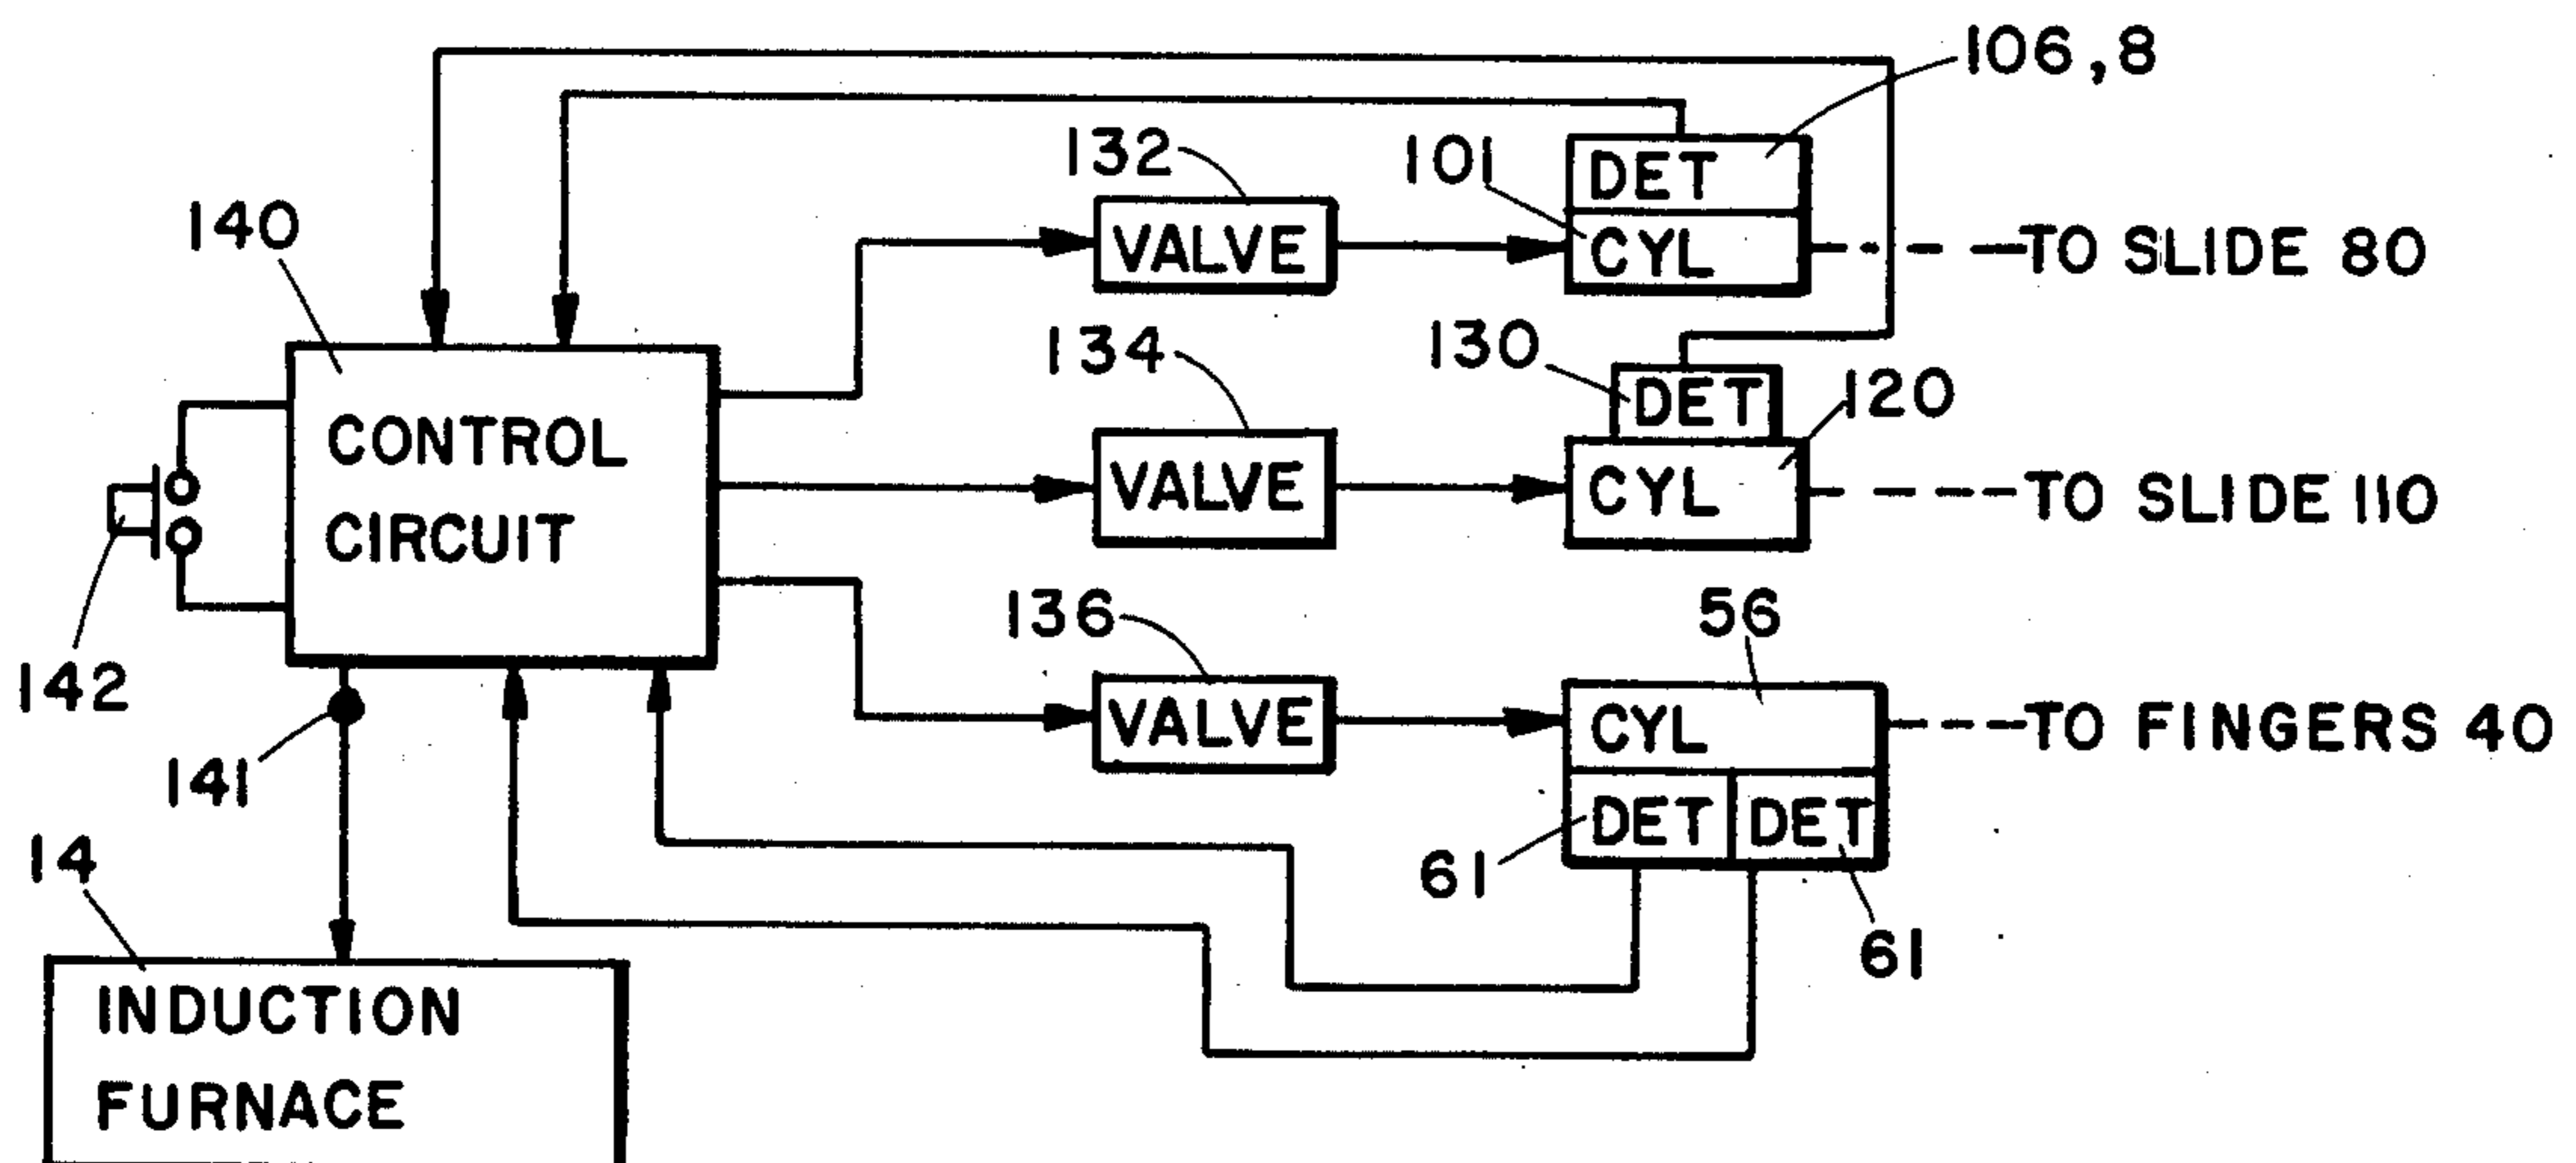 106,8
132
101
DET
140
VALVE
CYL
TO SLIDE 80
134
130
DET
120
CONTROL
CIRCUIT
VALVE
CYL
TO SLIDE 110
142
136
56
VALVE
CYL
TO FINGERS 40
141
DET
DET
14
61
61
INDUCTION
FURNACE